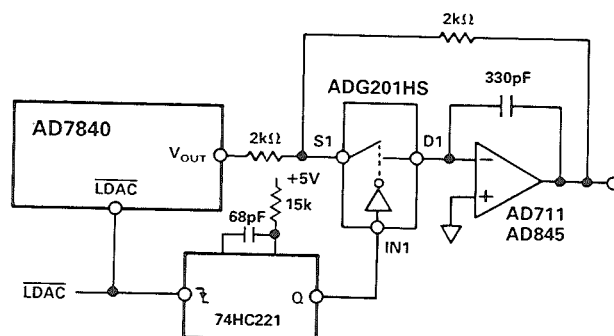 2kΩ
ADG201HS
330pF
AD7840
VOUT
2kΩ
S1
D1
LDAC
+5V
15k
68pF
−
+
AD711
AD845
IN1
LDAC
Q
74HC221